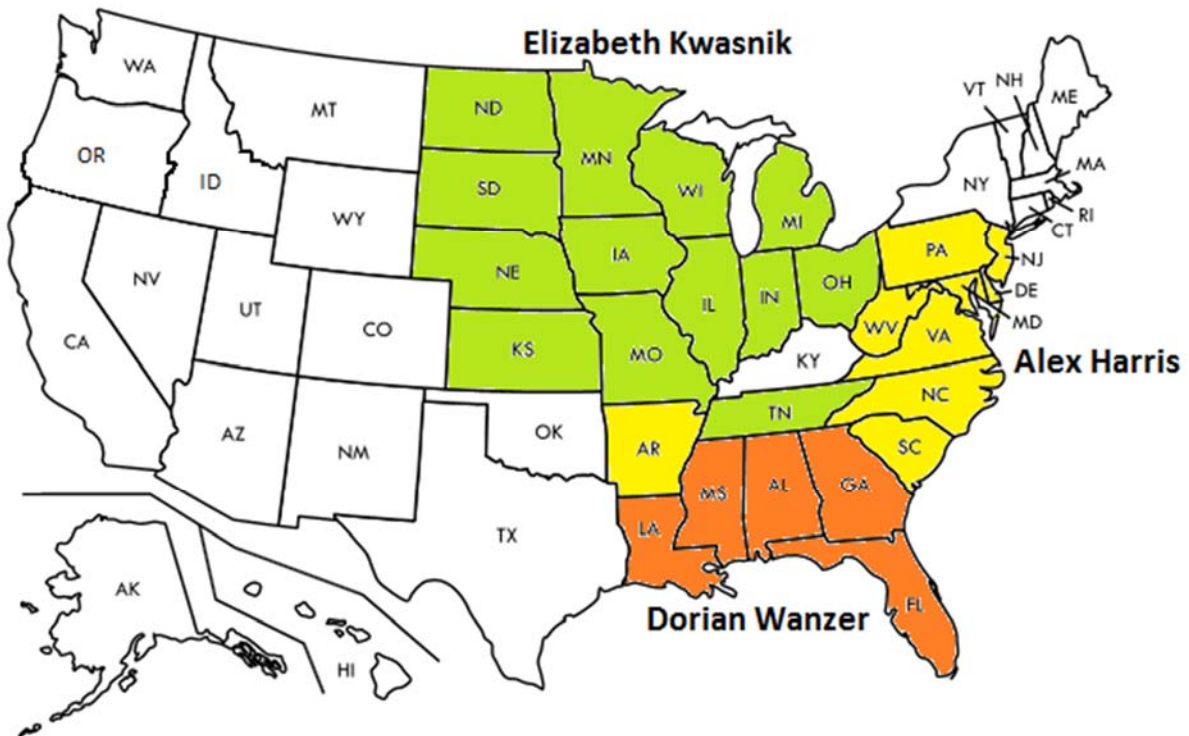 Elizabeth Kwasnik
WA
MT
ND
MN
VT
NH
ME
OR
ID
SD
WI
MI
NY
MA
RI
CT
WY
NE
IA
PA
NJ
NV
UT
CO
IL
IN
OH
DE
MD
CA
KS
MO
WV
VA
KY
Alex Harris
AZ
NM
OK
AR
TN
NC
SC
TX
LA
MS
AL
GA
FL
Dorian Wanzer
AK
HI